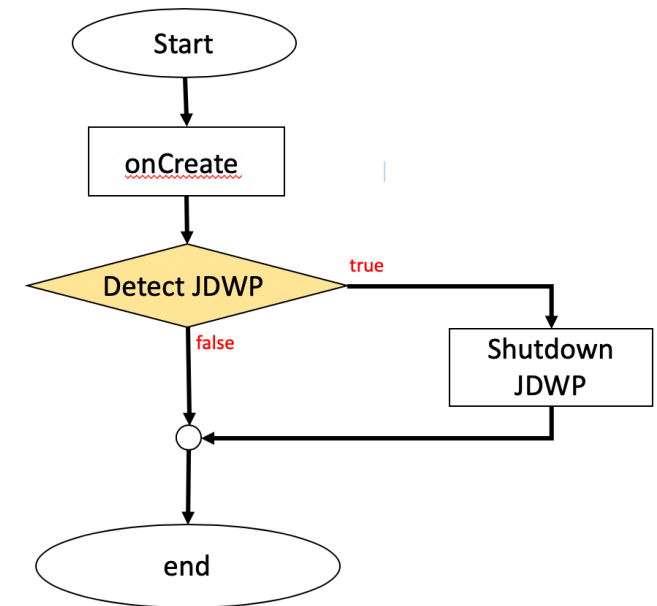 Start
onCreate
Detect JDWP
true
false
Shutdown
JDWP
end